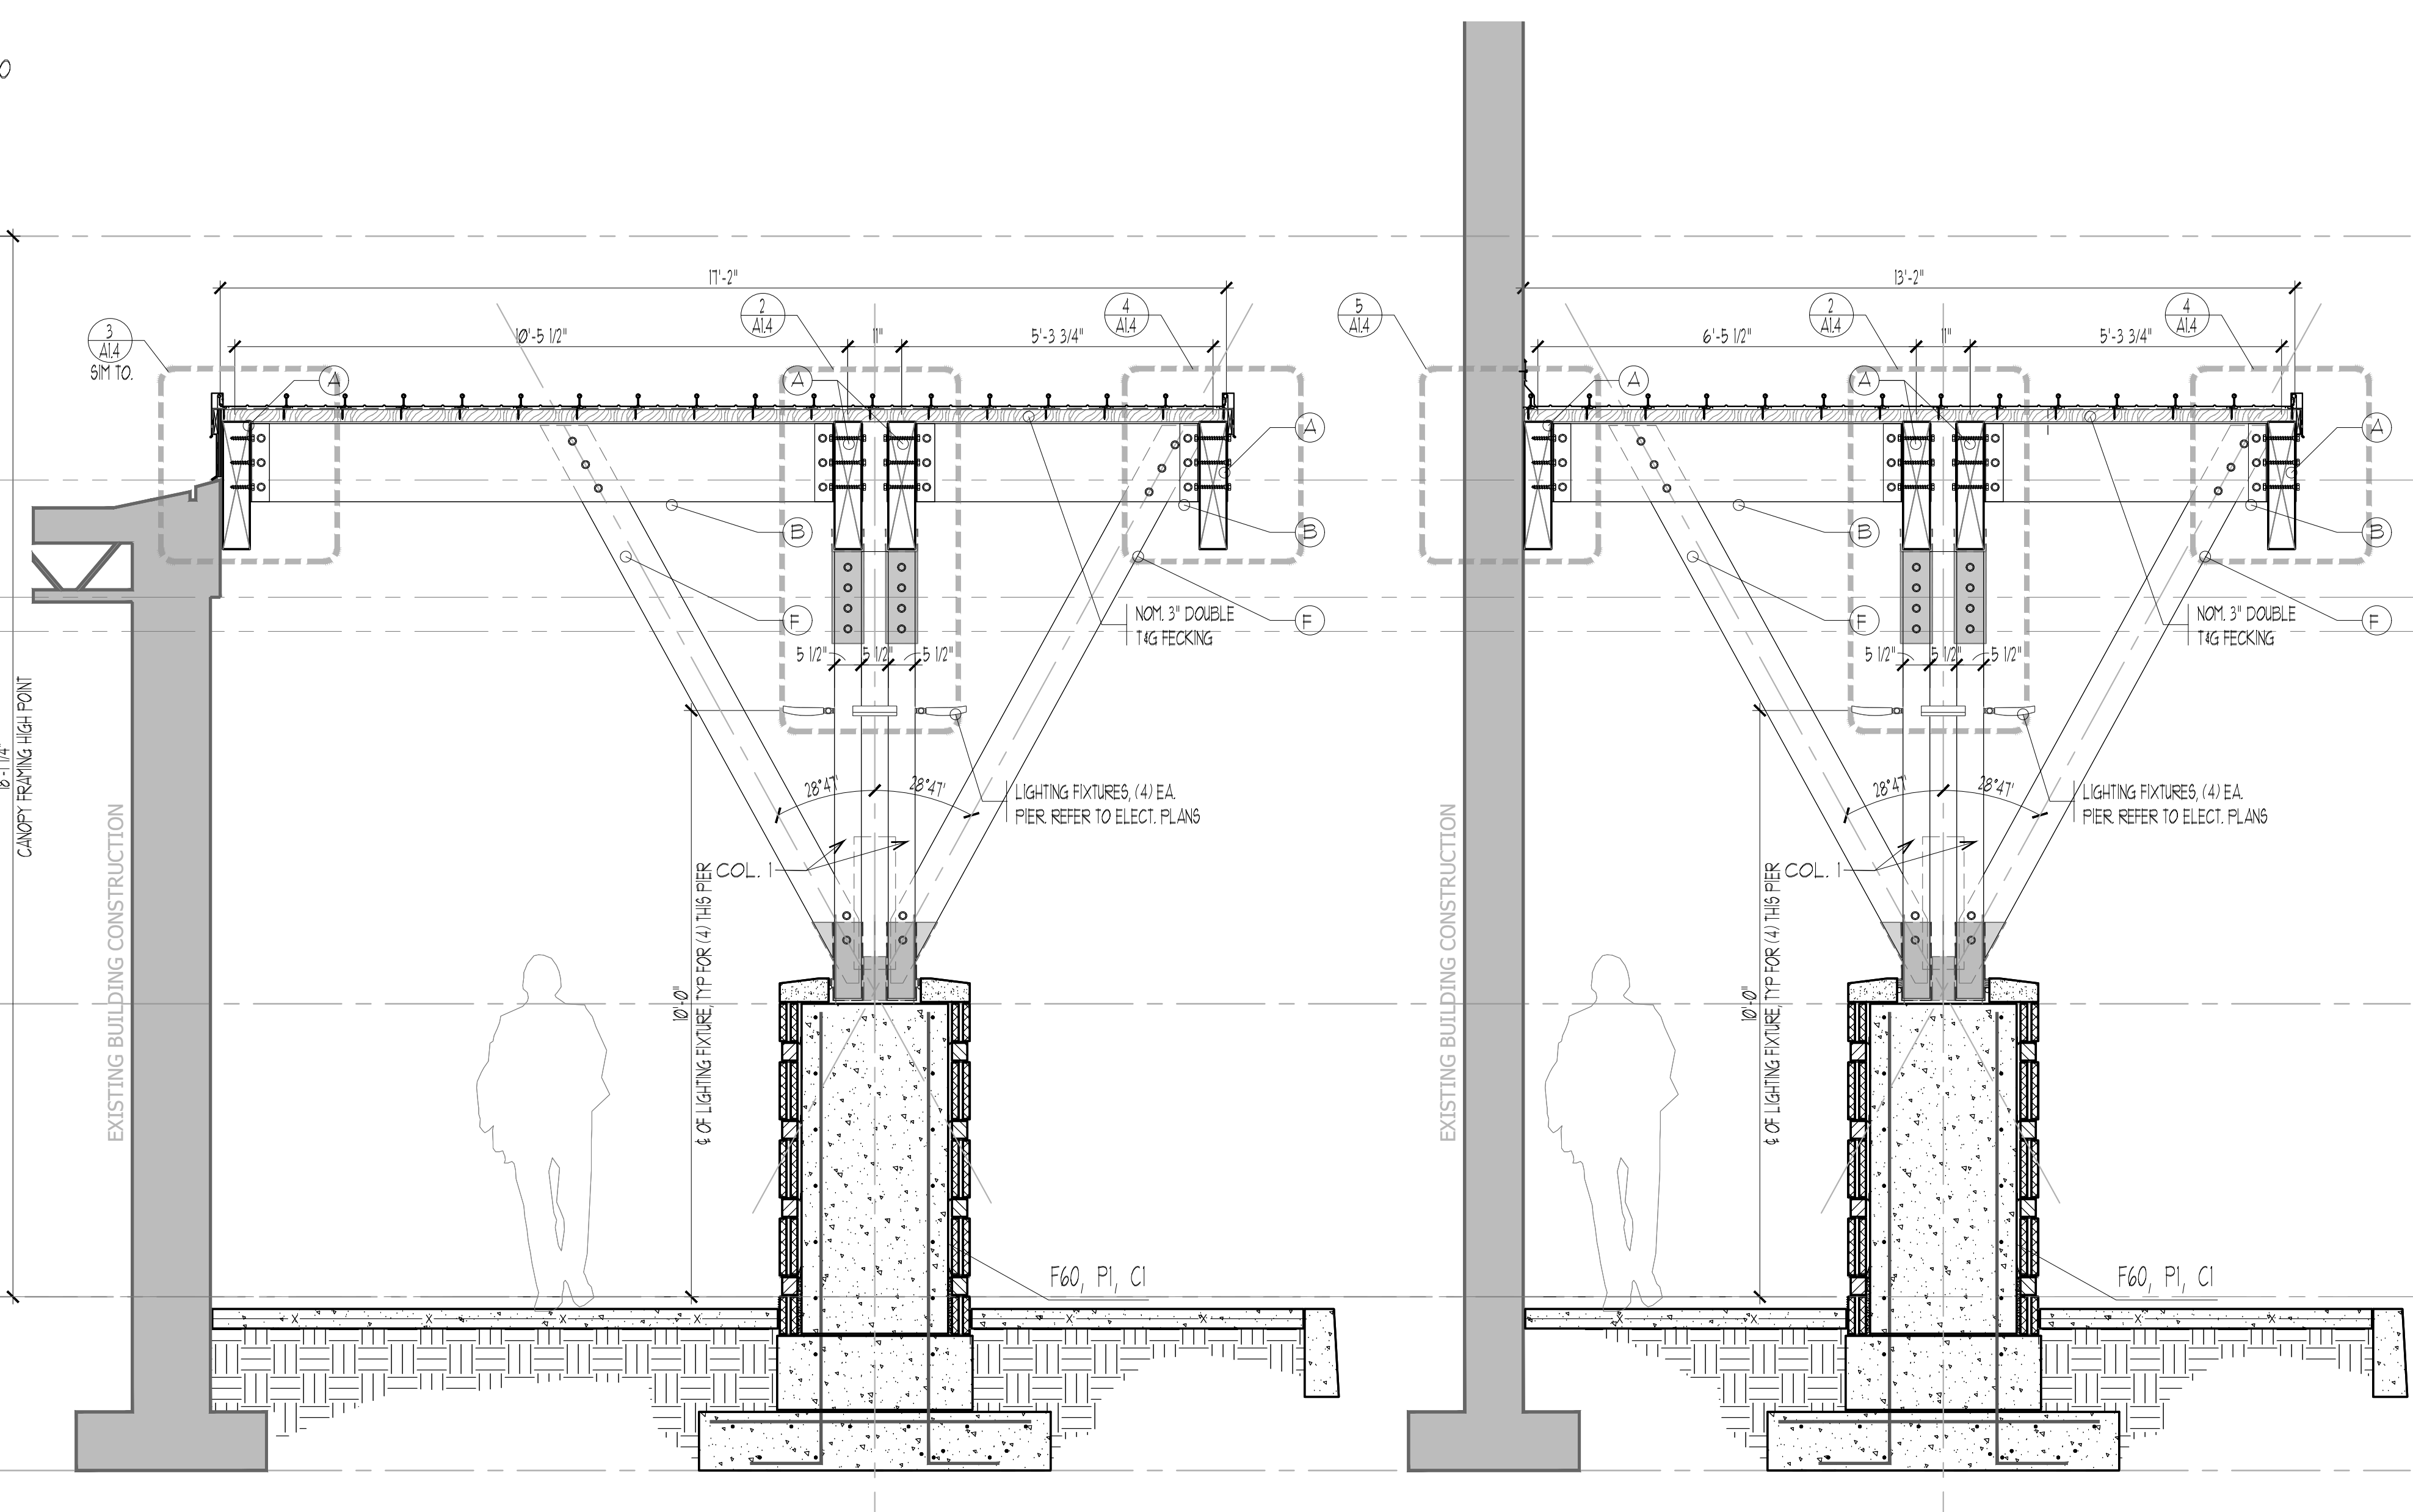 17'-2"
13'-2"
3
A1.4
SIM TO.
10'-5 1/2"
2
A1.4
11"
5'-3 3/4"
4
A1.4
5
A1.4
6'-5 1/2"
2
A1.4
11"
5'-3 3/4"
4
A1.4
A
A
A
B
B
F
F
A
A
A
B
B
F
F
NOM. 3" DOUBLE
T&G FECKING
NOM. 3" DOUBLE
T&G FECKING
5 1/2"
5 1/2"
5 1/2"
5 1/2"
5 1/2"
5 1/2"
CANOPY FRAMING HIGH POINT
EXISTING BUILDING CONSTRUCTION
28°47'
28°47'
LIGHTING FIXTURES, (4) EA.
PIER. REFER TO ELECT. PLANS
COL. 1
10'-0"
℄ OF LIGHTING FIXTURE, TYP FOR (4) THIS PIER
F60, P1, C1
EXISTING BUILDING CONSTRUCTION
28°47'
28°47'
LIGHTING FIXTURES, (4) EA.
PIER. REFER TO ELECT. PLANS
COL. 1
10'-0"
℄ OF LIGHTING FIXTURE, TYP FOR (4) THIS PIER
F60, P1, C1